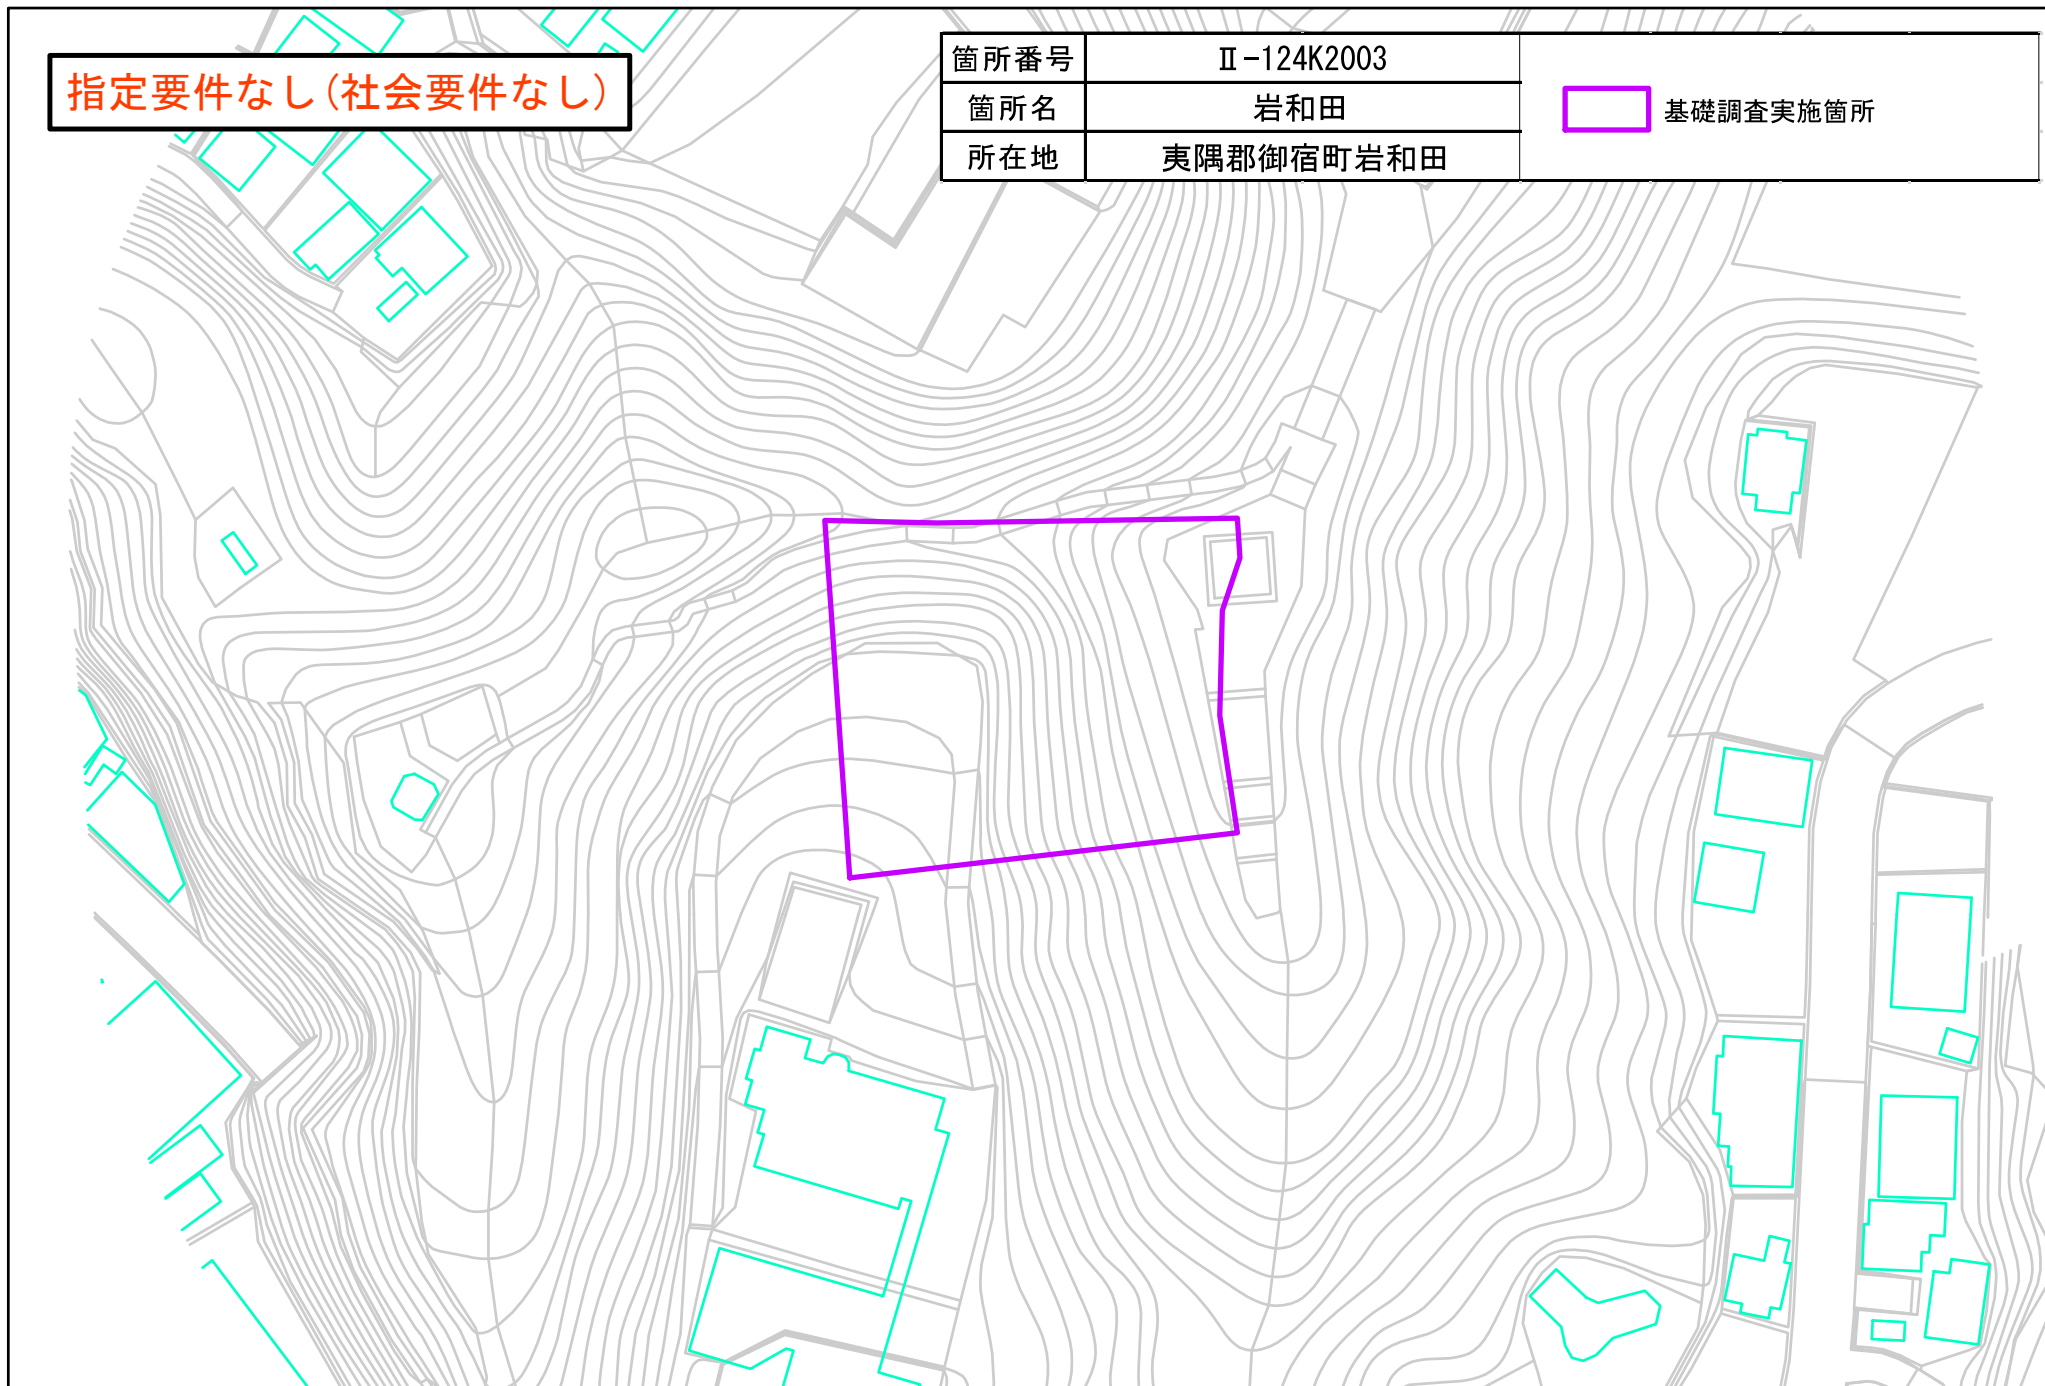 指定要件なし(社会要件なし)
箇所番号 Ⅱ-124K2003
箇所名 岩和田
所在地 夷隅郡御宿町岩和田
基礎調査実施箇所